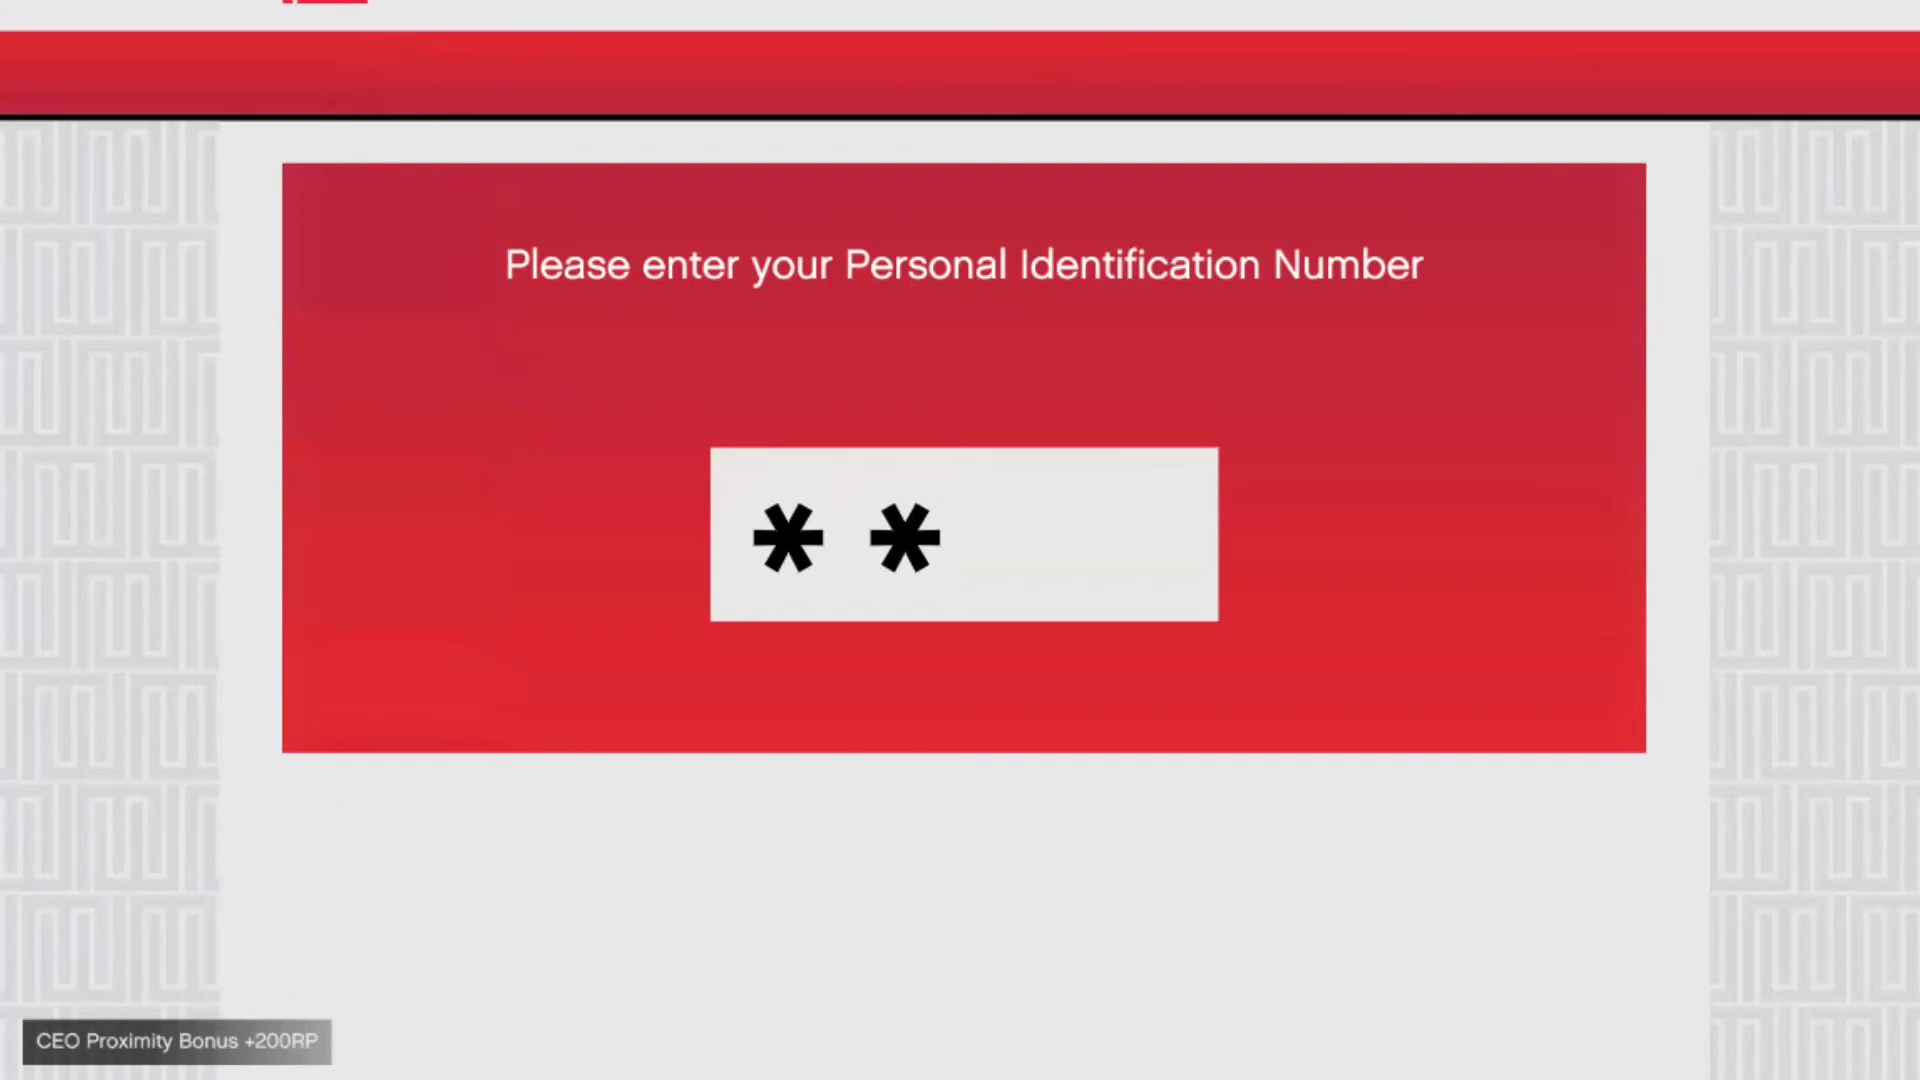 Please enter your Personal Identification Number
* *
CEO Proximity Bonus +200RP